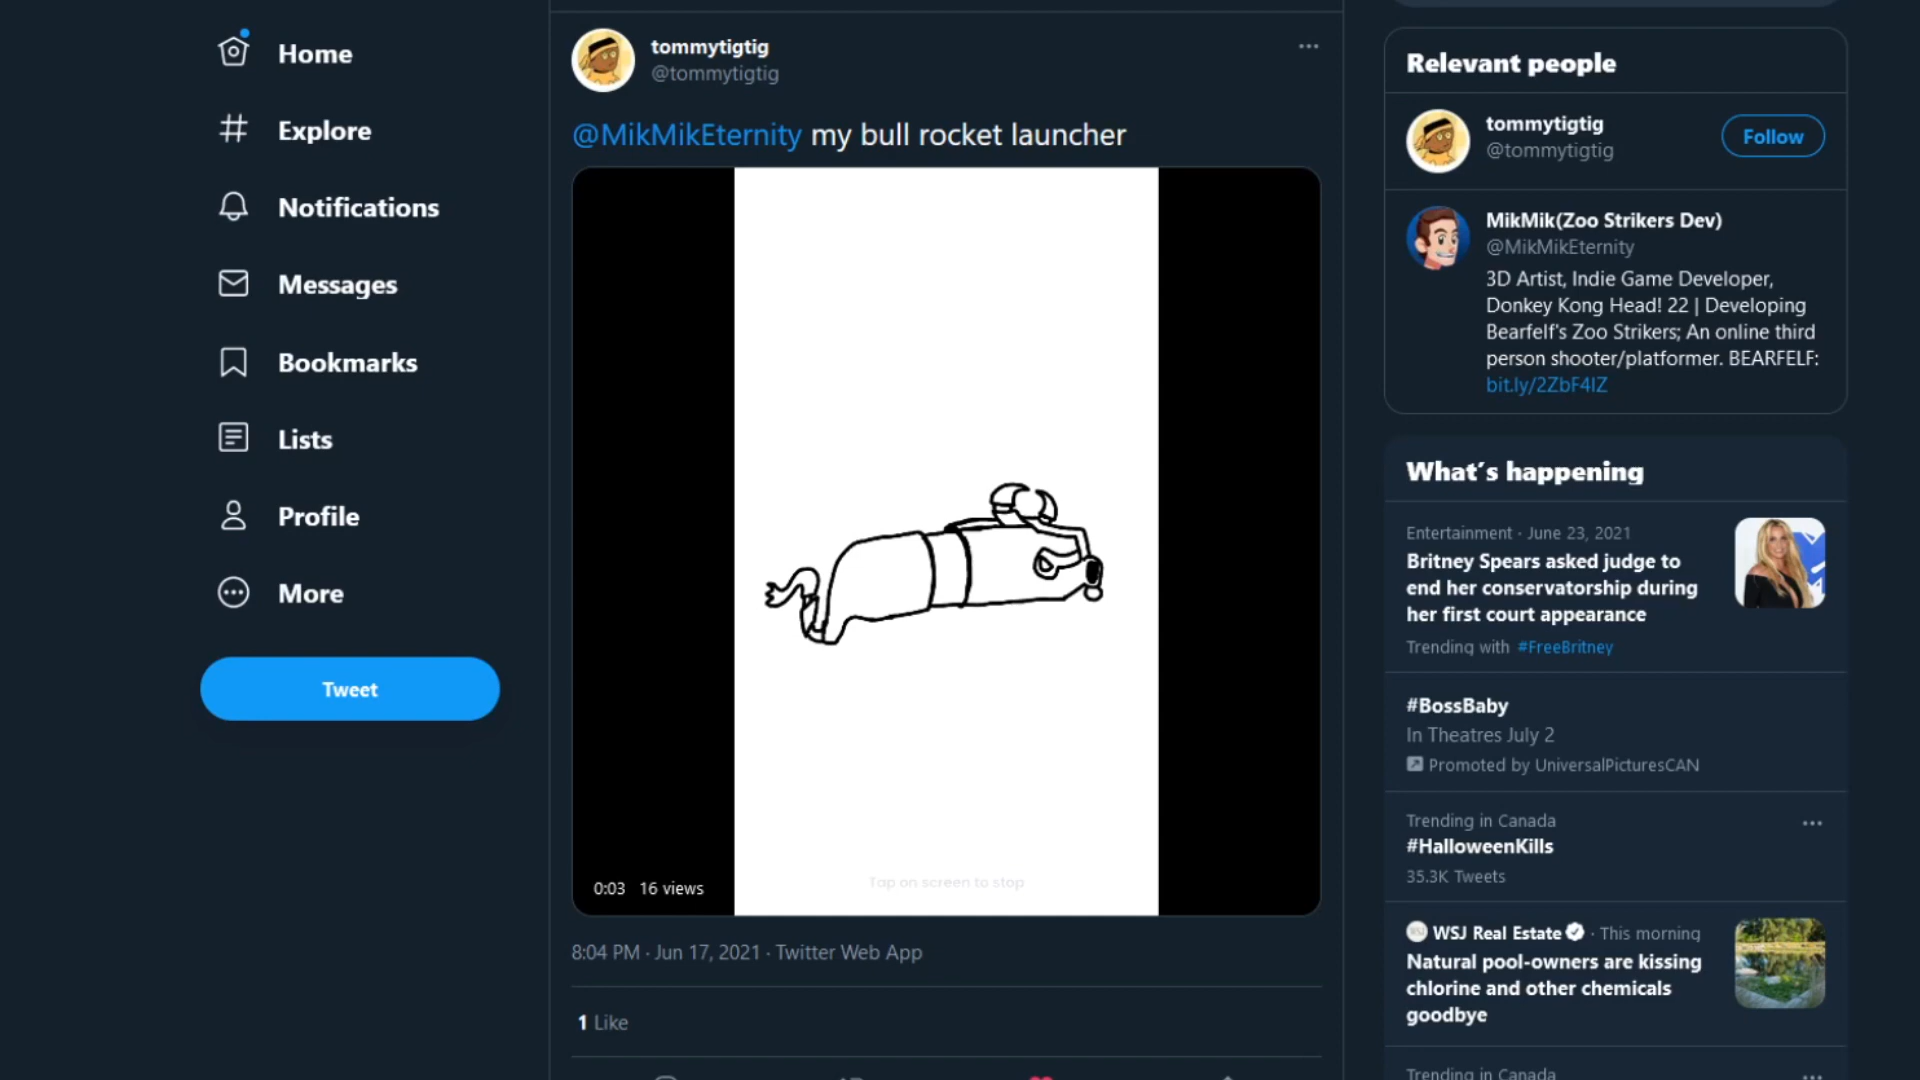 Home
Explore
Notifications
Messages
Bookmarks
Lists
Profile
More
Tweet
tommytigtig
@tommytigtig
@MikMikEternity my bull rocket launcher
Tap on screen to stop
0:03 16 views
8:04 PM · Jun 17, 2021 · Twitter Web App
1 Like
Relevant people
tommytigtig
@tommytigtig
Follow
MikMik(Zoo Strikers Dev)
@MikMikEternity
3D Artist, Indie Game Developer,
Donkey Kong Head! 22 | Developing
Bearfelf's Zoo Strikers; An online third
person shooter/platformer. BEARFELF:
bit.ly/2ZbF4IZ
What's happening
Entertainment · June 23, 2021
Britney Spears asked judge to
end her conservatorship during
her first court appearance
Trending with #FreeBritney
#BossBaby
In Theatres July 2
Promoted by UniversalPicturesCAN
Trending in Canada
#HalloweenKills
35.3K Tweets
WSJ Real Estate · This morning
Natural pool-owners are kissing
chlorine and other chemicals
goodbye
Trending in Canada